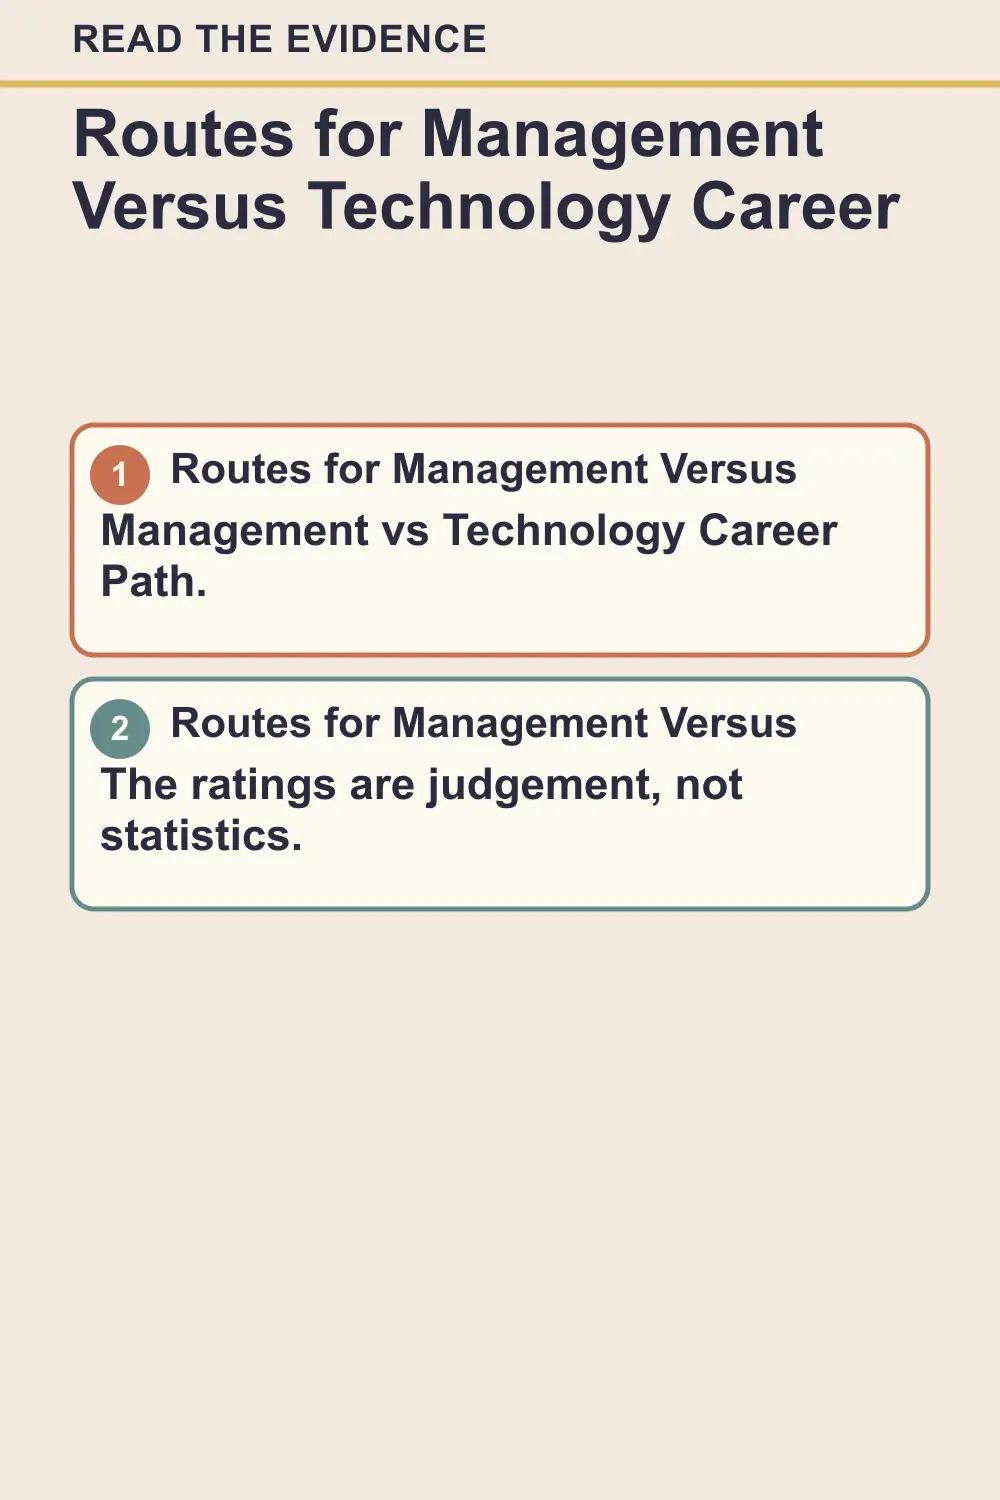 READ THE EVIDENCE
Routes for Management
Versus Technology Career
1 Routes for Management Versus
Management vs Technology Career
Path.
2 Routes for Management Versus
The ratings are judgement, not
statistics.